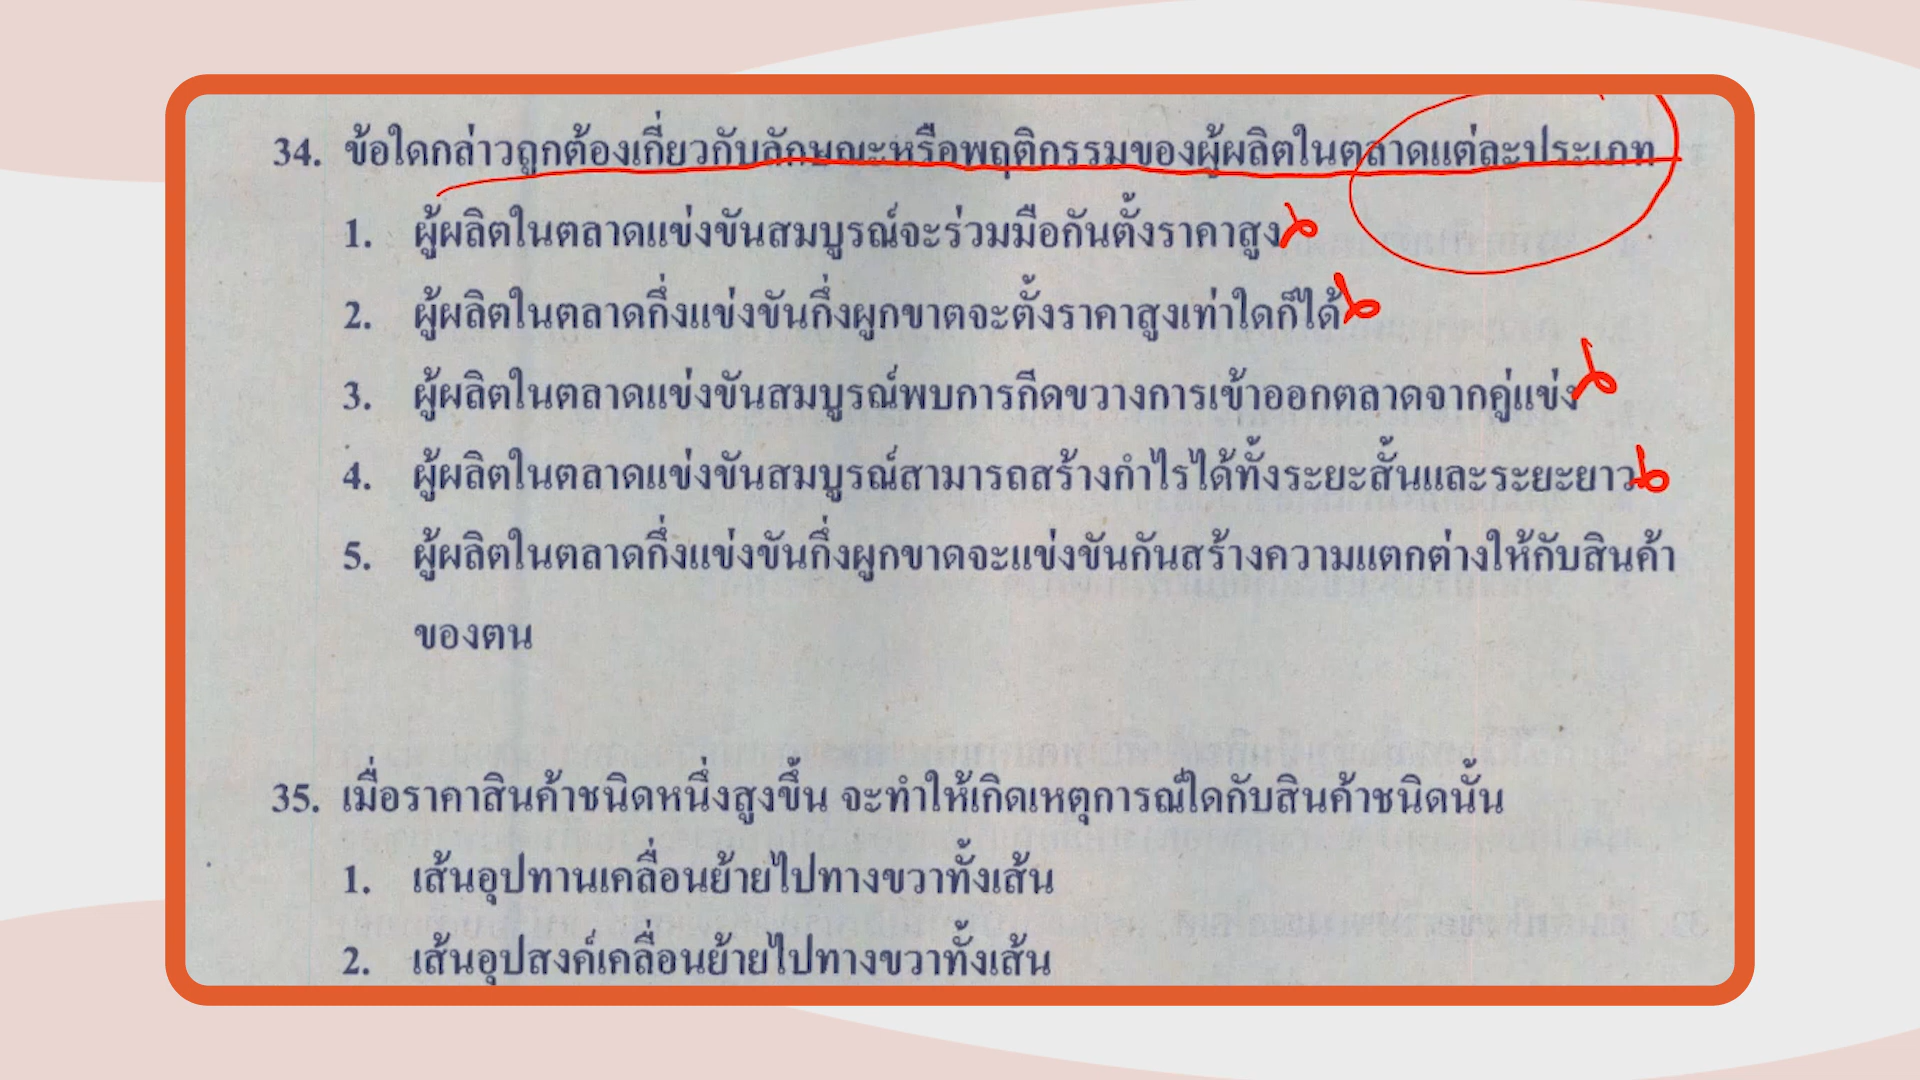 34. ข้อใดกล่าวถูกต้องเกี่ยวกับลักษณะหรือพฤติกรรมของผู้ผลิตในตลาดแต่ละประเภท
1. ผู้ผลิตในตลาดแข่งขันสมบูรณ์จะร่วมมือกันตั้งราคาสูง
2. ผู้ผลิตในตลาดกึ่งแข่งขันกึ่งผูกขาดจะตั้งราคาสูงเท่าใดก็ได้
3. ผู้ผลิตในตลาดแข่งขันสมบูรณ์พบการกีดขวางการเข้าออกตลาดจากคู่แข่ง
4. ผู้ผลิตในตลาดแข่งขันสมบูรณ์สามารถสร้างกำไรได้ทั้งระยะสั้นและระยะยาว
5. ผู้ผลิตในตลาดกึ่งแข่งขันกึ่งผูกขาดจะแข่งขันกันสร้างความแตกต่างให้กับสินค้า
ของตน
35. เมื่อราคาสินค้าชนิดหนึ่งสูงขึ้น จะทำให้เกิดเหตุการณ์ใดกับสินค้าชนิดนั้น
1. เส้นอุปทานเคลื่อนย้ายไปทางขวาทั้งเส้น
2. เส้นอุปสงค์เคลื่อนย้ายไปทางขวาทั้งเส้น